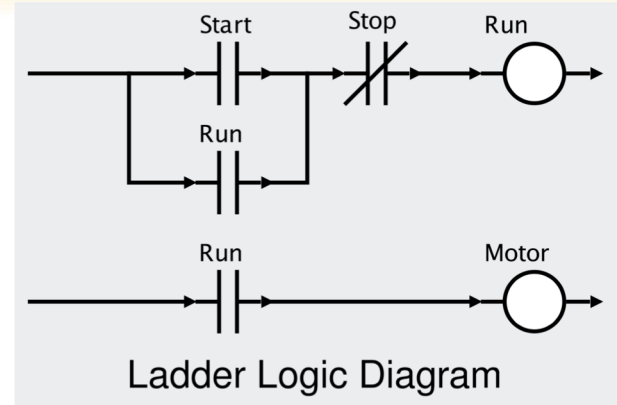 Start Stop Run
Run
Run Motor
Ladder Logic Diagram